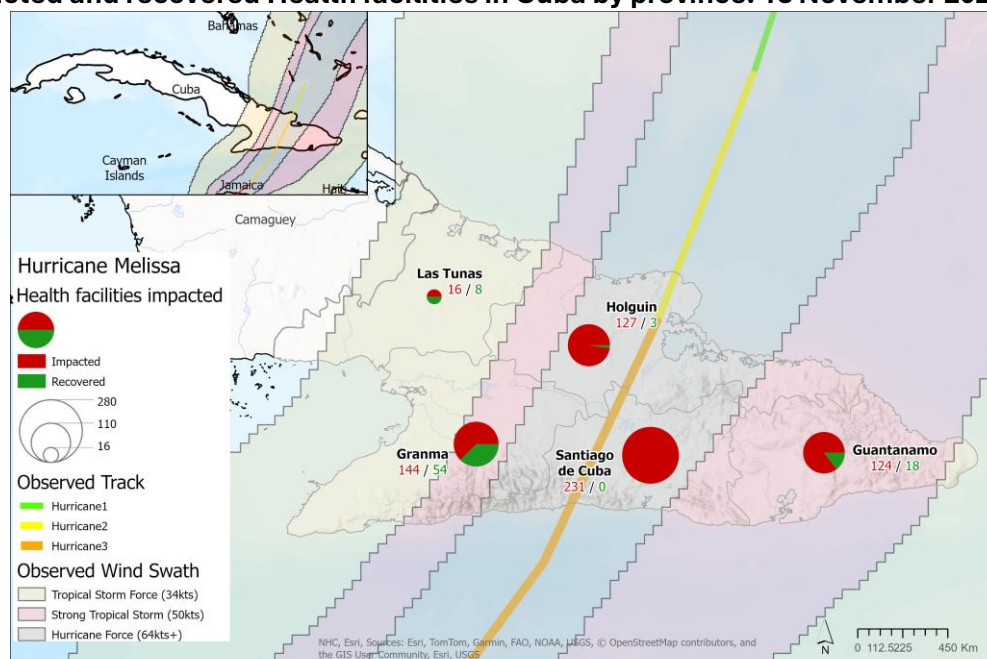 cted and recovered Health facilities in Cuba by province.
Bahamas
Cuba
Cayman
Islands
Jamaica
Haiti
Camaguey
Hurricane Melissa
Health facilities impacted
Impacted
Recovered
280
110
16
Observed Track
Hurricane1
Hurricane2
Hurricane3
Observed Wind Swath
Tropical Storm Force (34kts)
Strong Tropical Storm (50kts)
Hurricane Force (64kts+)
Las Tunas
16 / 8
Holguin
127 / 3
Granma
144 / 54
Santiago
de Cuba
231 / 0
Guantanamo
124 / 18
NHC, Esri, Sources: Esri, TomTom, Garmin, FAO, NOAA, USGS, © OpenStreetMap contributors, and
the GIS User Community, Esri, USGS
N
0 112.5225 450 Km